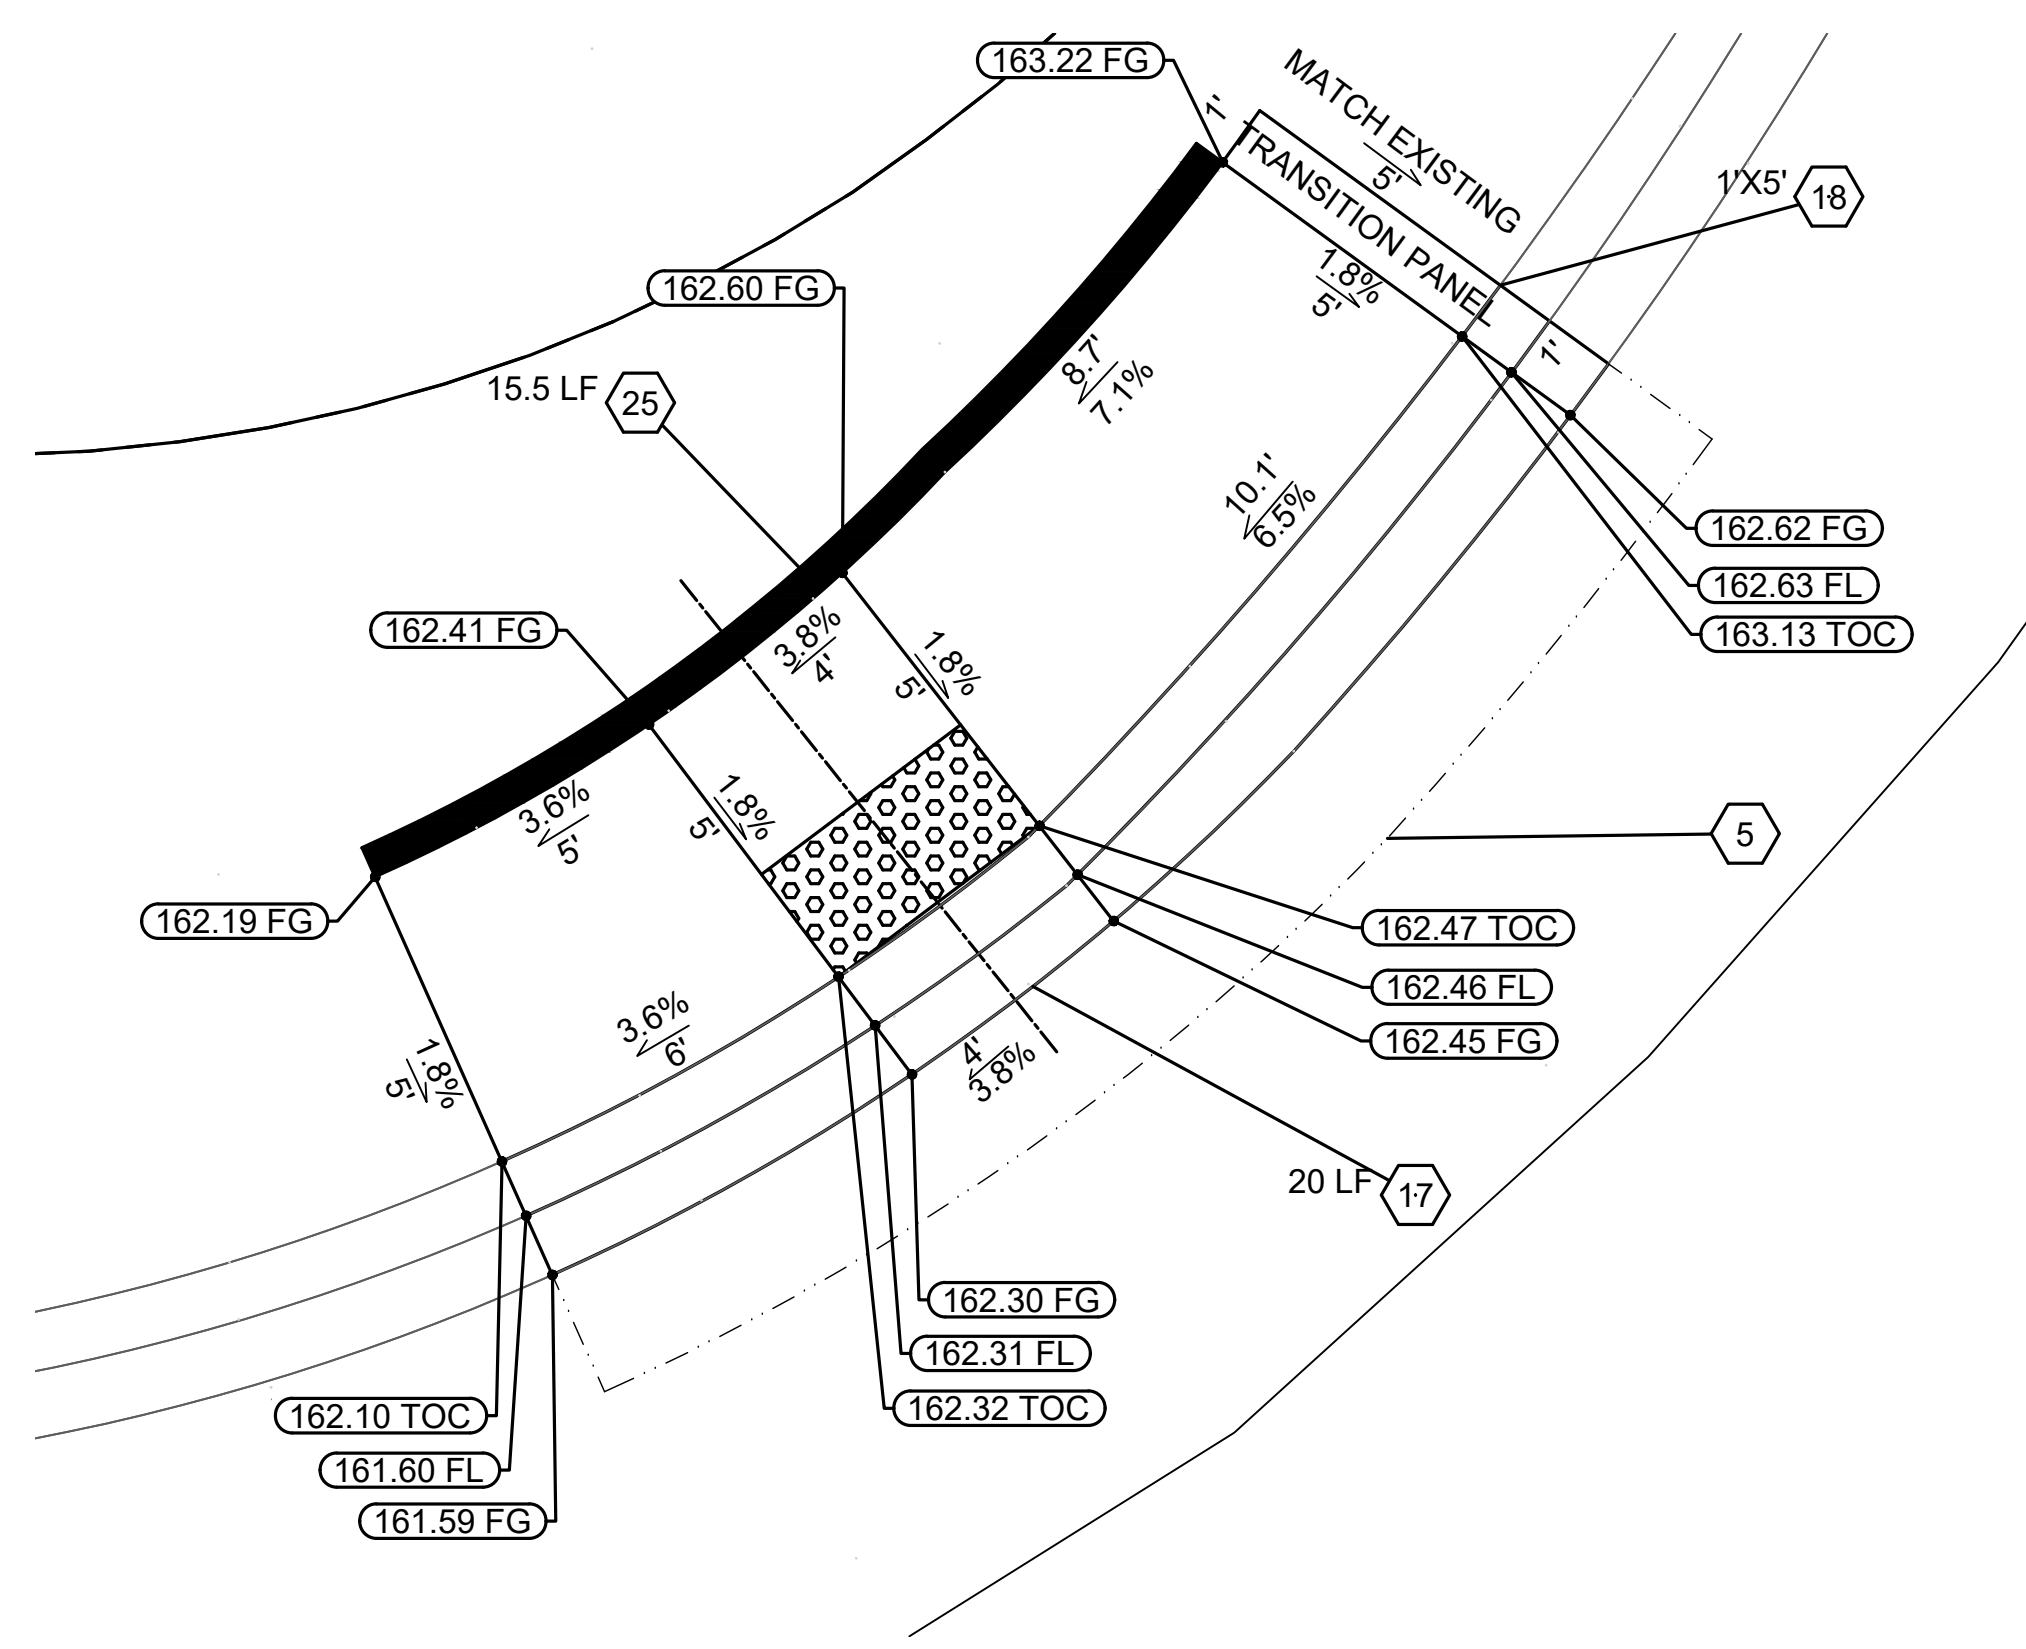 163.22 FG
1'
MATCH EXISTING
5'
TRANSITION PANEL
1'X5'
18
1.8%
5'
162.60 FG
1'
8.7'
7.1%
15.5 LF
25
10.1'
6.5%
162.62 FG
162.63 FL
163.13 TOC
162.41 FG
3.8%
4'
1.8%
5'
1.8%
5'
3.6%
5'
5
162.19 FG
162.47 TOC
162.46 FL
162.45 FG
3.6%
6'
1.8%
5'
4'
3.8%
20 LF
17
162.30 FG
162.31 FL
162.32 TOC
162.10 TOC
161.60 FL
161.59 FG